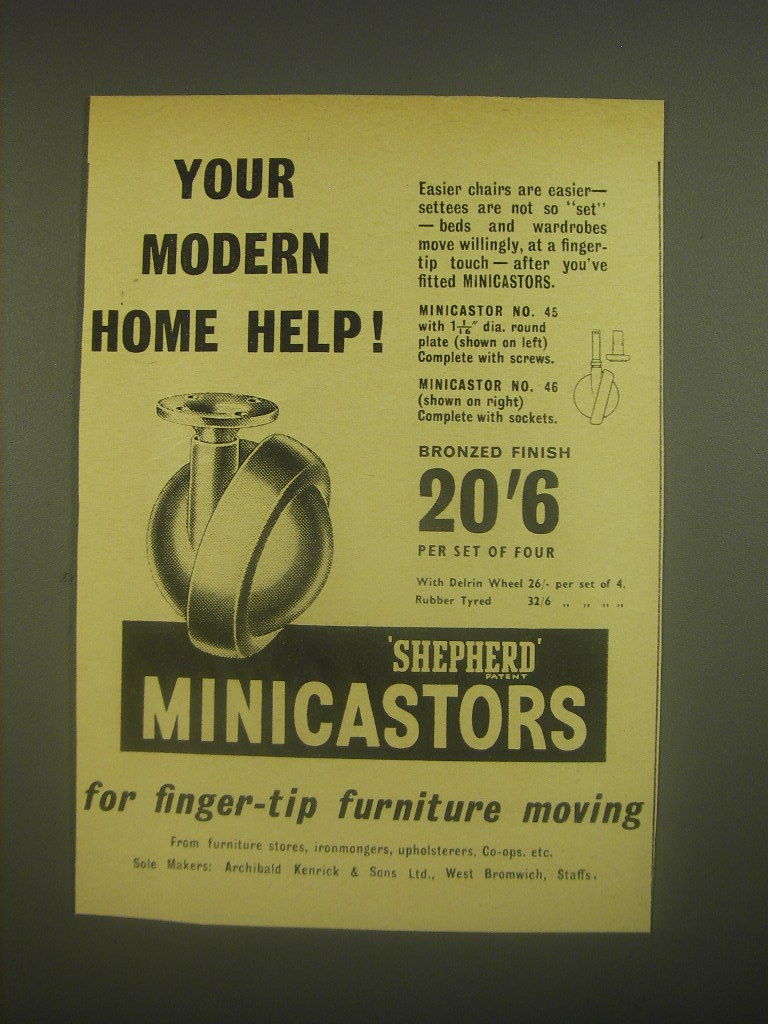 YOUR
MODERN
HOME HELP!
Easier chairs are easier—
settees are not so "set"
— beds and wardrobes
move willingly, at a finger-
tip touch — after you've
fitted MINICASTORS.
MINICASTOR NO. 45
with 1 1/16" dia. round
plate (shown on left)
Complete with screws.
MINICASTOR NO. 46
(shown on right)
Complete with sockets.
BRONZED FINISH
20'6
PER SET OF FOUR
With Delrin Wheel 26/- per set of 4.
Rubber Tyred 32/6 ,, ,, ,, ,,
'SHEPHERD'
PATENT
MINICASTORS
for finger-tip furniture moving
From furniture stores, ironmongers, upholsterers, Co-ops. etc.
Sole Makers: Archibald Kenrick & Sons Ltd., West Bromwich, Staffs.